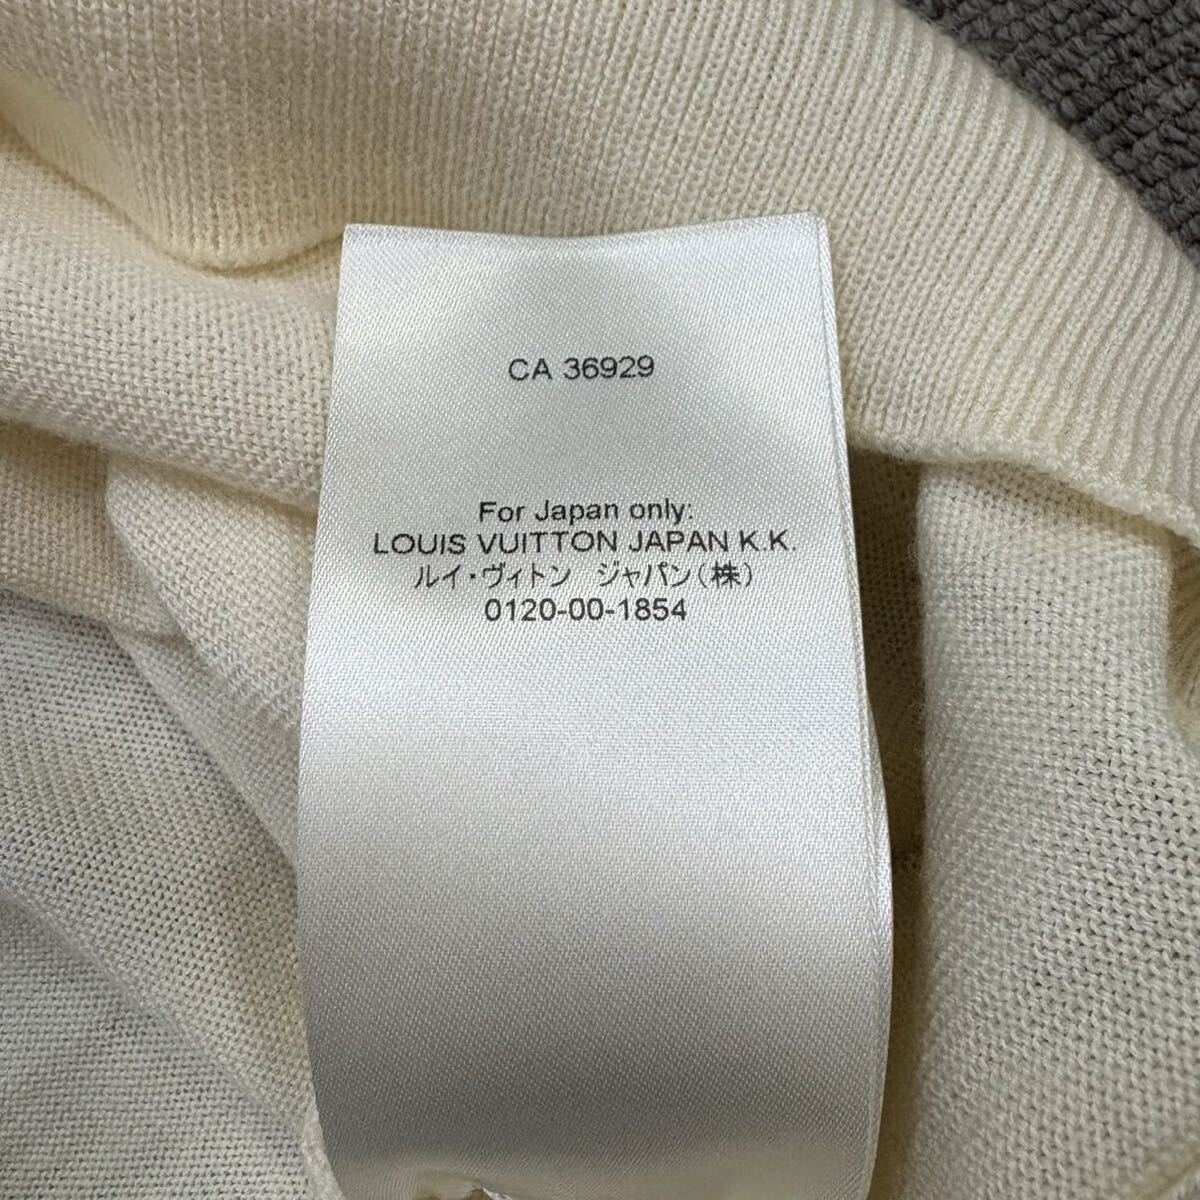 CA 36929
For Japan only:
LOUIS VUITTON JAPAN K.K.
ルイ・ヴィトン　ジャパン(株)
0120-00-1854